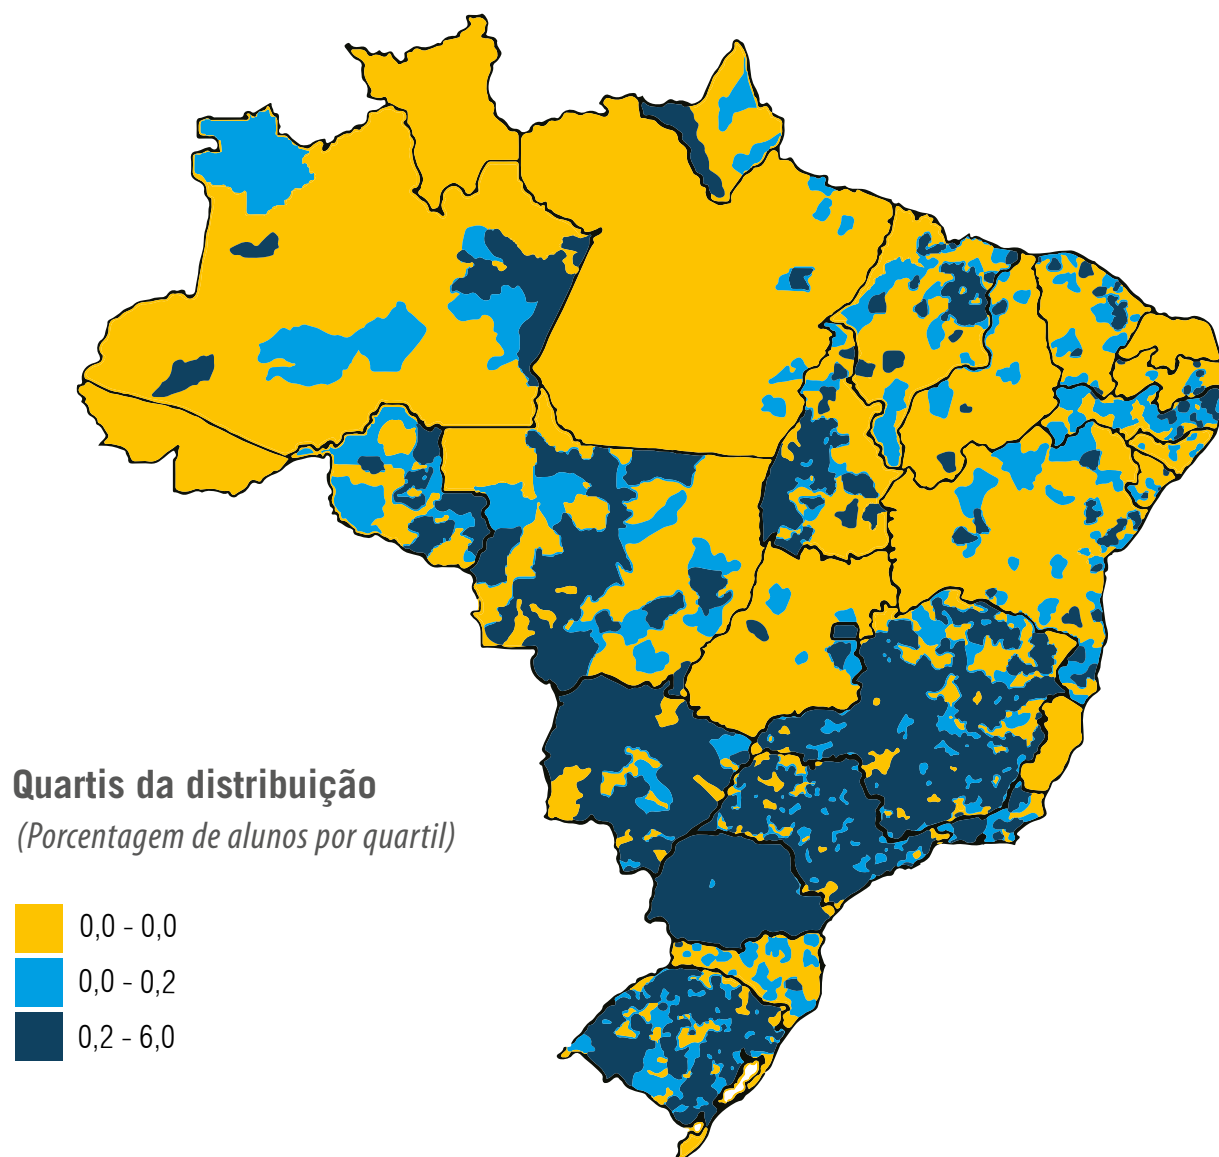 Quartis da distribuição
(Porcentagem de alunos por quartil)
0,0 - 0,0
0,0 - 0,2
0,2 - 6,0